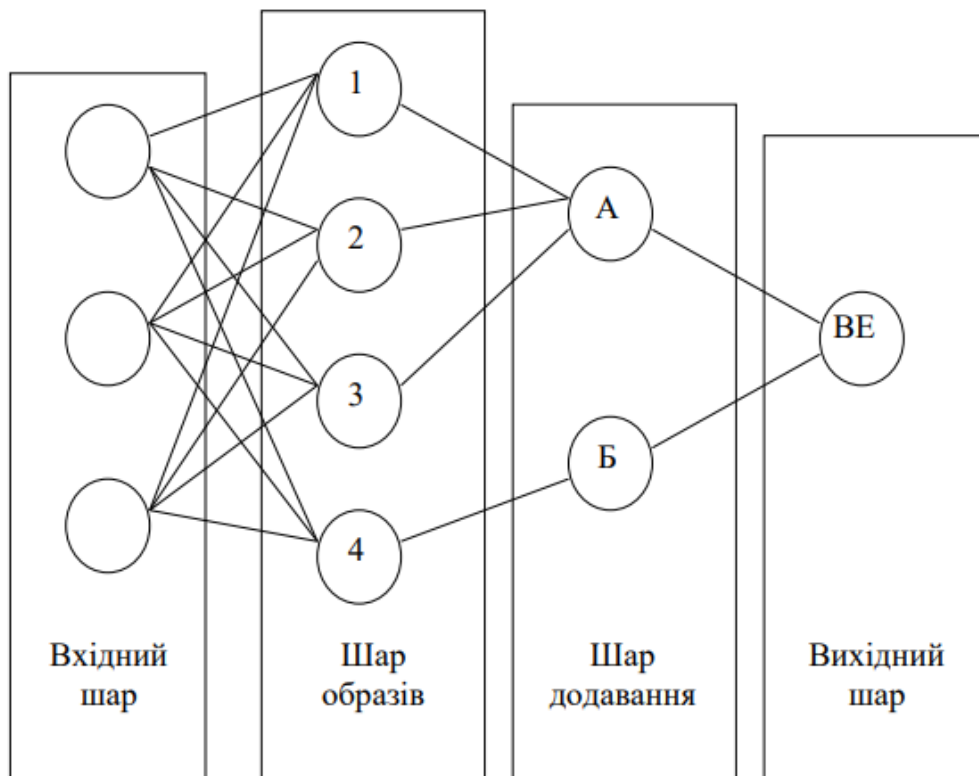 1
2
3
4
А
Б
ВЕ
Вхідний
шар
Шар
образів
Шар
додавання
Вихідний
шар